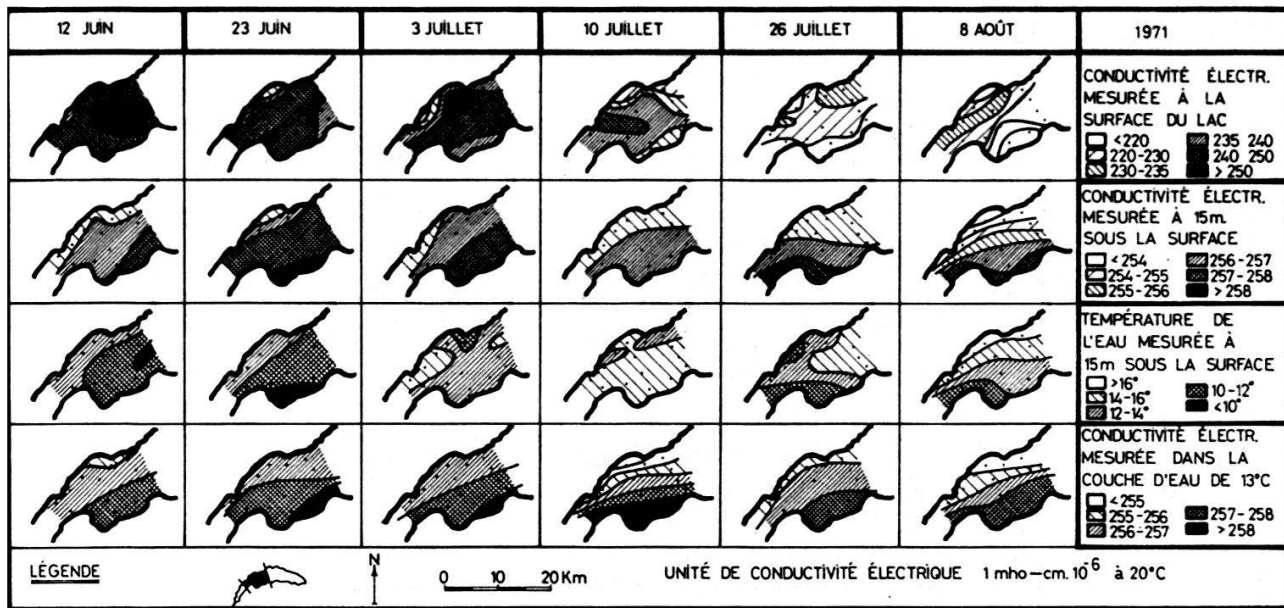 12 JUIN
23 JUIN
3 JUILLET
10 JUILLET
26 JUILLET
8 AOÛT
1971
CONDUCTIVITÉ ÉLECTR.
MESURÉE À LA
SURFACE DU LAC
<220
220-230
230-235
235 240
240 250
> 250
CONDUCTIVITÉ ÉLECTR.
MESURÉE À 15m.
SOUS LA SURFACE
<254
254-255
255-256
256-257
257-258
> 258
TEMPÉRATURE DE
L'EAU MESURÉE À
15m SOUS LA SURFACE
>16°
14-16°
12-14°
10-12°
<10°
CONDUCTIVITÉ ÉLECTR.
MESURÉE DANS LA
COUCHE D'EAU DE 13°C
<255
255-256
256-257
257-258
> 258
LÉGENDE
N
0 10 20 Km
UNITÉ DE CONDUCTIVITÉ ÉLECTRIQUE 1 mho-cm. 10⁻⁶ à 20°C